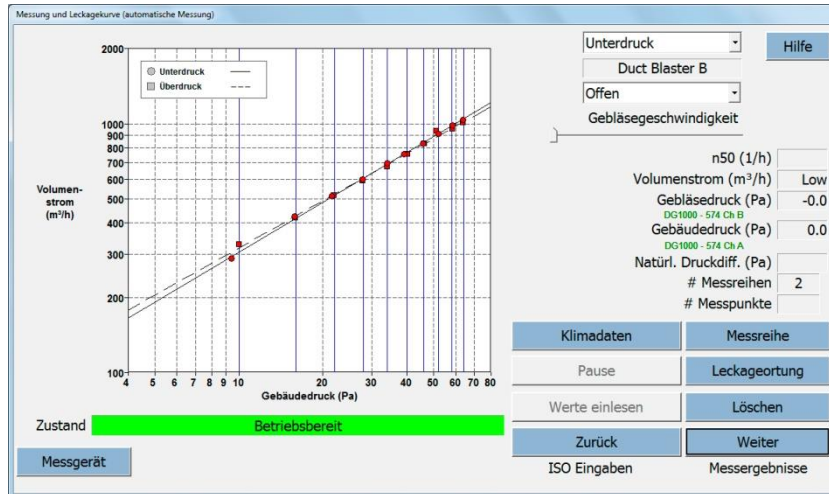 Messung und Leckagekurve (automatische Messung)
Unterdruck
Überdruck
2000
1000
900
800
700
600
500
400
300
200
100
Volumen-
strom
(m³/h)
4 5 6 7 8 9 10 20 30 40 50 60 70 80
Gebäudedruck (Pa)
Zustand Betriebsbereit
Messgerät
Unterdruck
Hilfe
Duct Blaster B
Offen
Gebläsegeschwindigkeit
n50 (1/h)
Volumenstrom (m³/h) Low
Gebläsedruck (Pa) -0.0
DG1000 - 574 Ch B
Gebäudedruck (Pa) 0.0
DG1000 - 574 Ch A
Natürl. Druckdiff. (Pa)
# Messreihen 2
# Messpunkte
Klimadaten Messreihe
Pause Leckageortung
Werte einlesen Löschen
Zurück Weiter
ISO Eingaben Messergebnisse